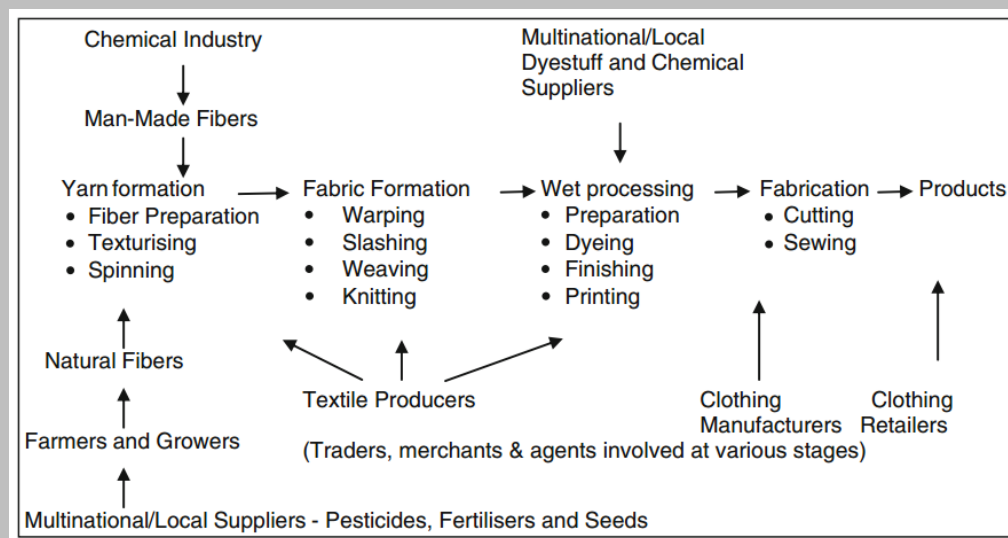 Chemical Industry
Multinational/Local
Dyestuff and Chemical
Suppliers
Man-Made Fibers
Yarn formation
• Fiber Preparation
• Texturising
• Spinning
Fabric Formation
• Warping
• Slashing
• Weaving
• Knitting
Wet processing
• Preparation
• Dyeing
• Finishing
• Printing
Fabrication
• Cutting
• Sewing
Products
Natural Fibers
Textile Producers
Clothing
Manufacturers
Clothing
Retailers
Farmers and Growers
(Traders, merchants & agents involved at various stages)
Multinational/Local Suppliers - Pesticides, Fertilisers and Seeds